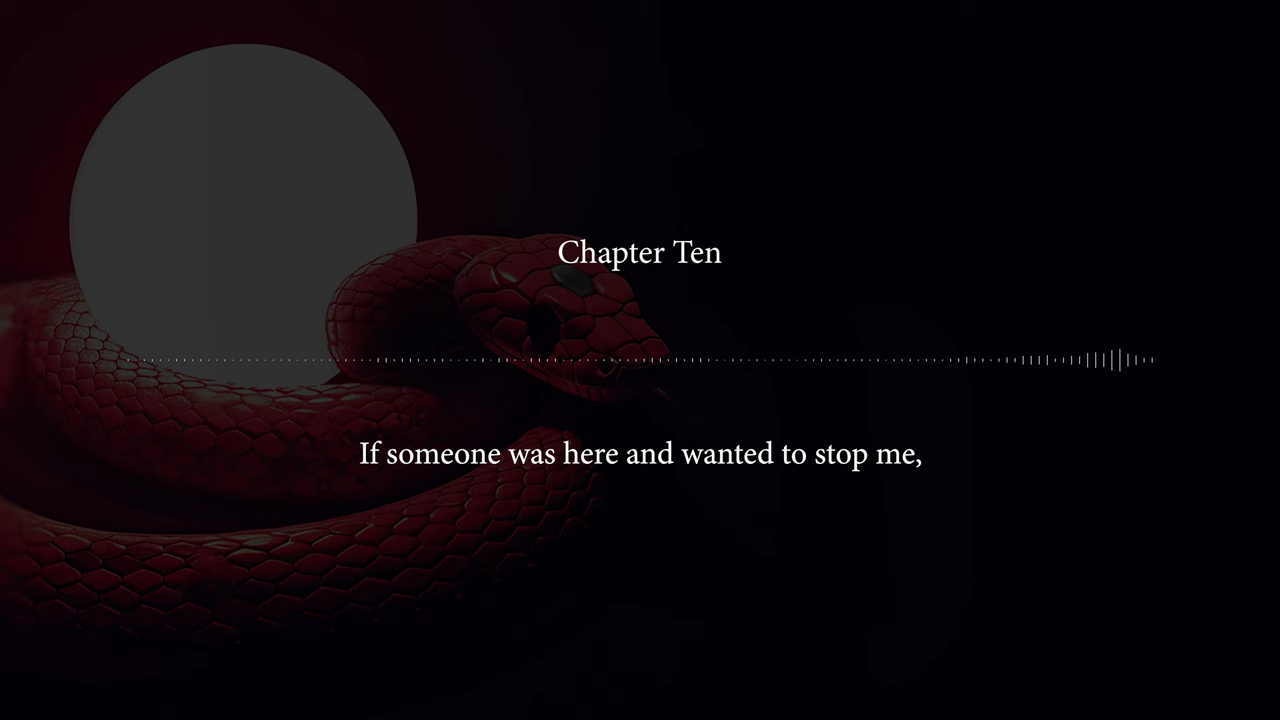 Chapter Ten
If someone was here and wanted to stop me,